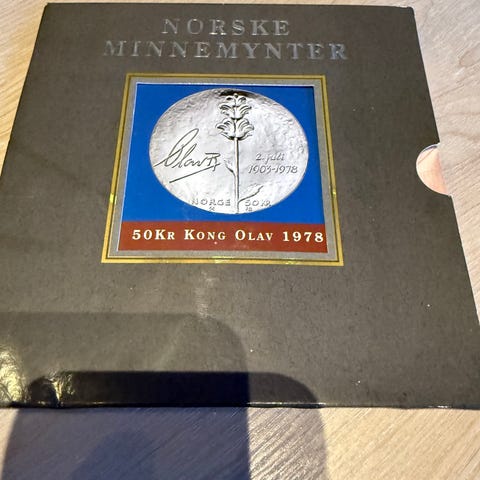 NORSKE
MINNEMYNTER
Olav R
2. juli
1903-1978
NORGE 50 KR
50KR KONG OLAV 1978